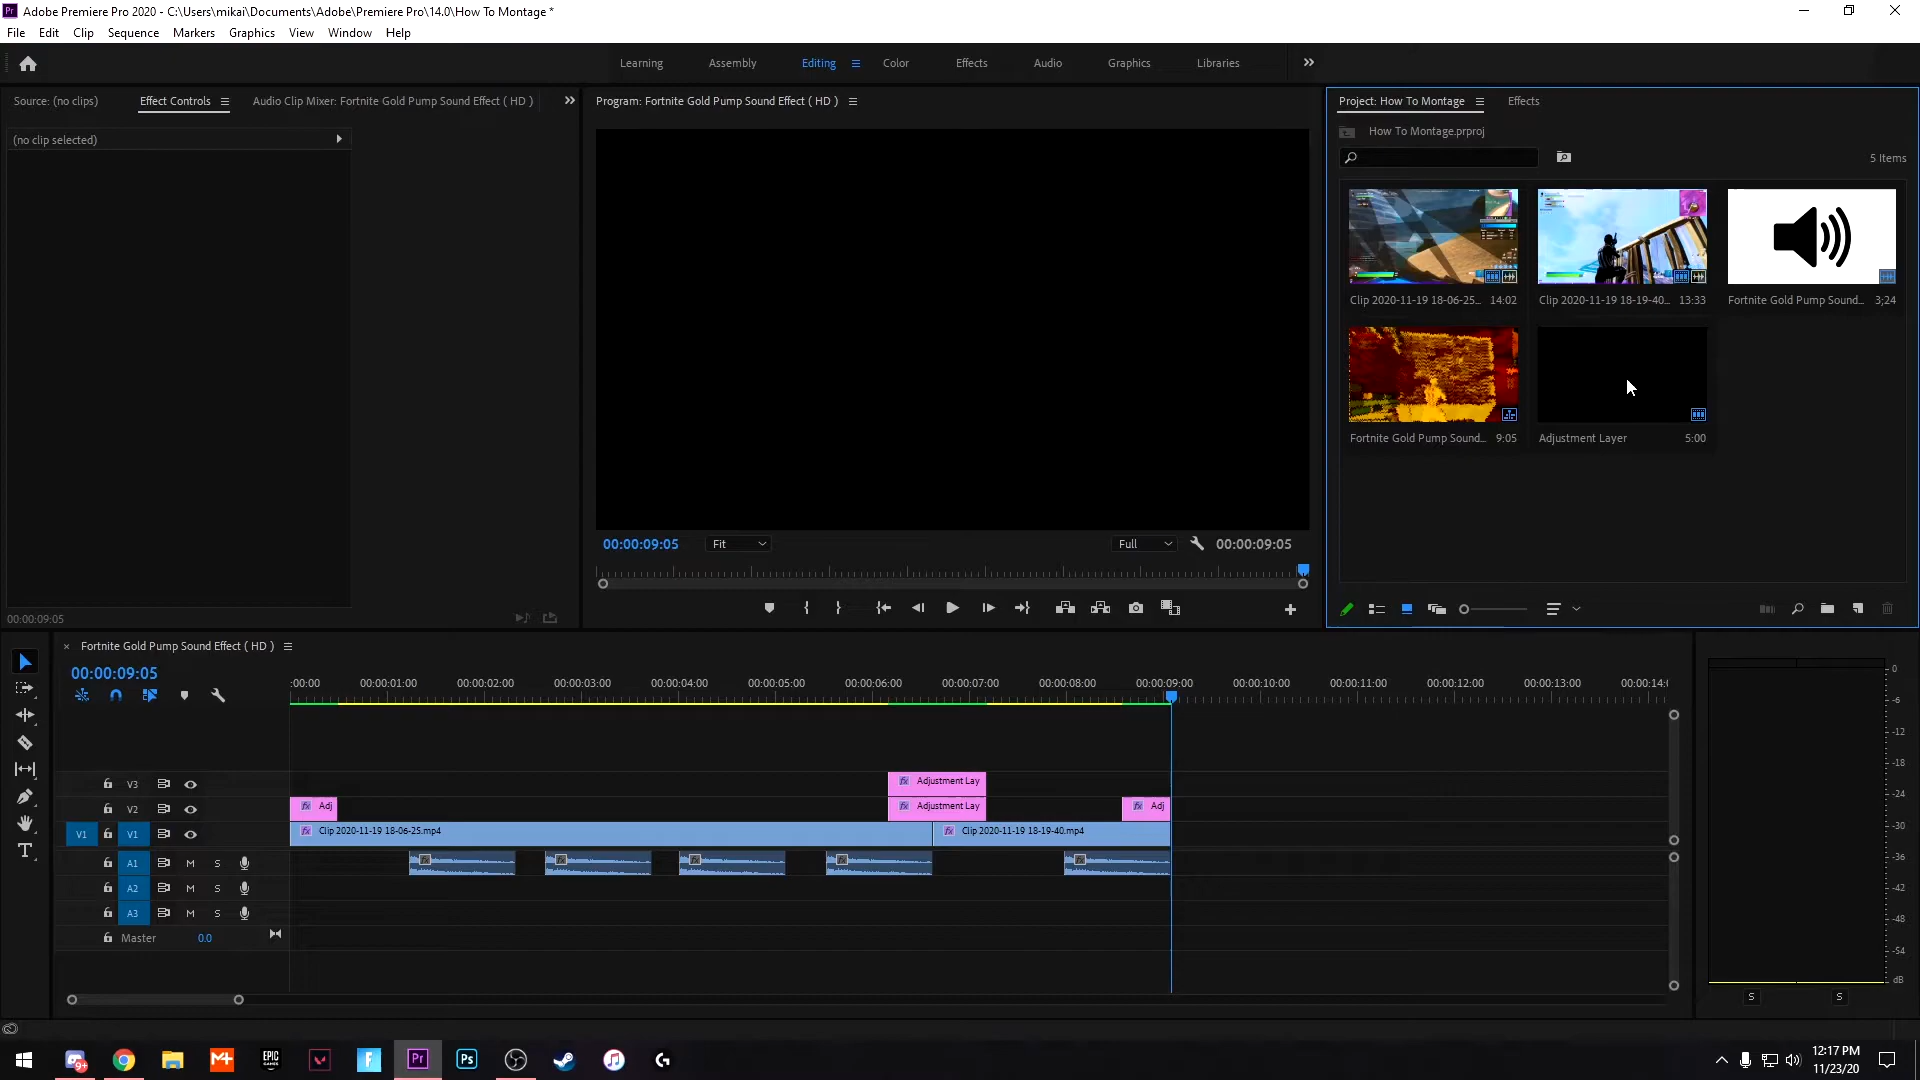 Adobe Premiere Pro 2020 - C:\Users\mikai\Documents\Adobe\Premiere Pro\14.0\How To Montage *
File Edit Clip Sequence Markers Graphics View Window Help
Learning Assembly Editing Color Effects Audio Graphics Libraries
Source: (no clips) Effect Controls Audio Clip Mixer: Fortnite Gold Pump Sound Effect ( HD )
Program: Fortnite Gold Pump Sound Effect ( HD )
Project: How To Montage Effects
(no clip selected)
How To Montage.prproj
5 Items
Clip 2020-11-19 18-06-25... 14:02
Clip 2020-11-19 18-19-40... 13:33
Fortnite Gold Pump Sound... 3;24
Fortnite Gold Pump Sound... 9:05
Adjustment Layer 5:00
00:00:09:05 Fit Full 00:00:09:05
00:00:09:05
Fortnite Gold Pump Sound Effect ( HD )
00:00:09:05
:00:00 00:00:01:00 00:00:02:00 00:00:03:00 00:00:04:00 00:00:05:00 00:00:06:00 00:00:07:00 00:00:08:00 00:00:09:00 00:00:10:00 00:00:11:00 00:00:12:00 00:00:13:00 00:00:14:0
V3 fx Adjustment Lay
V2 fx Adj fx Adjustment Lay fx Adj
V1 V1 fx Clip 2020-11-19 18-06-25.mp4 fx Clip 2020-11-19 18-19-40.mp4
A1 M S
A2 M S
A3 M S
Master 0.0
0
-6
-12
-18
-24
-30
-36
-42
-48
-54
dB
S S
9+ M+ EPIC GAMES F Pr Ps G
12:17 PM
11/23/20